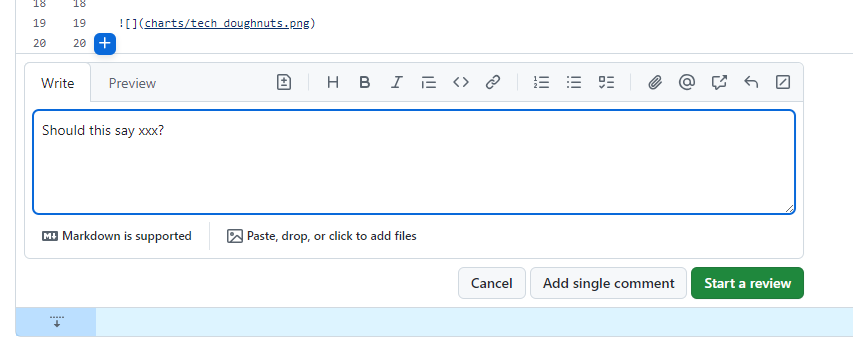 18 18
19 19 ![](charts/tech_doughnuts.png)
20 20
Write Preview
Should this say xxx?
Markdown is supported Paste, drop, or click to add files
Cancel Add single comment Start a review